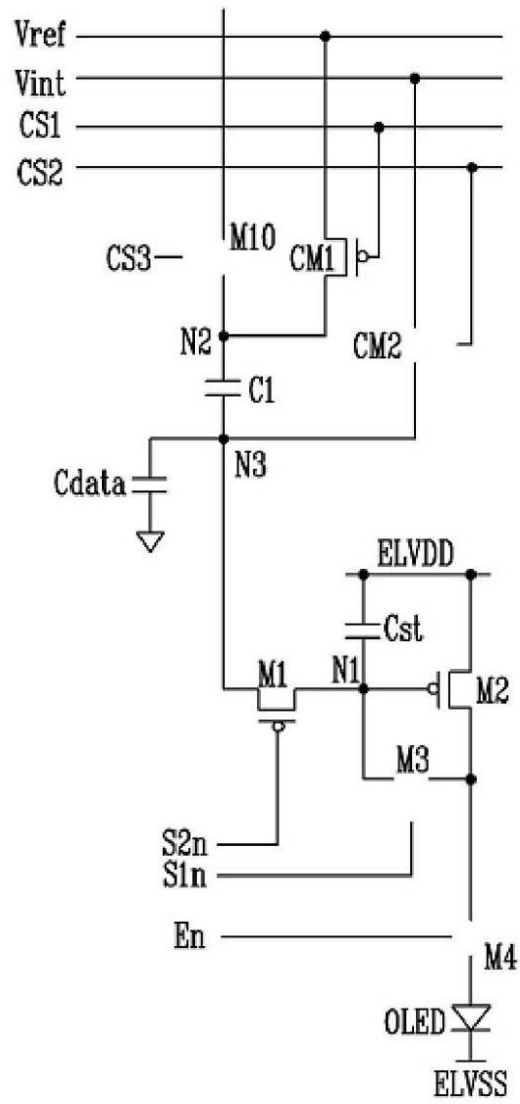 Vref
Vint
CS1
CS2
M10
CS3
CM1
N2
CM2
C1
N3
Cdata
ELVDD
Cst
M1
N1
M2
M3
S2n
S1n
En
M4
OLED
ELVSS